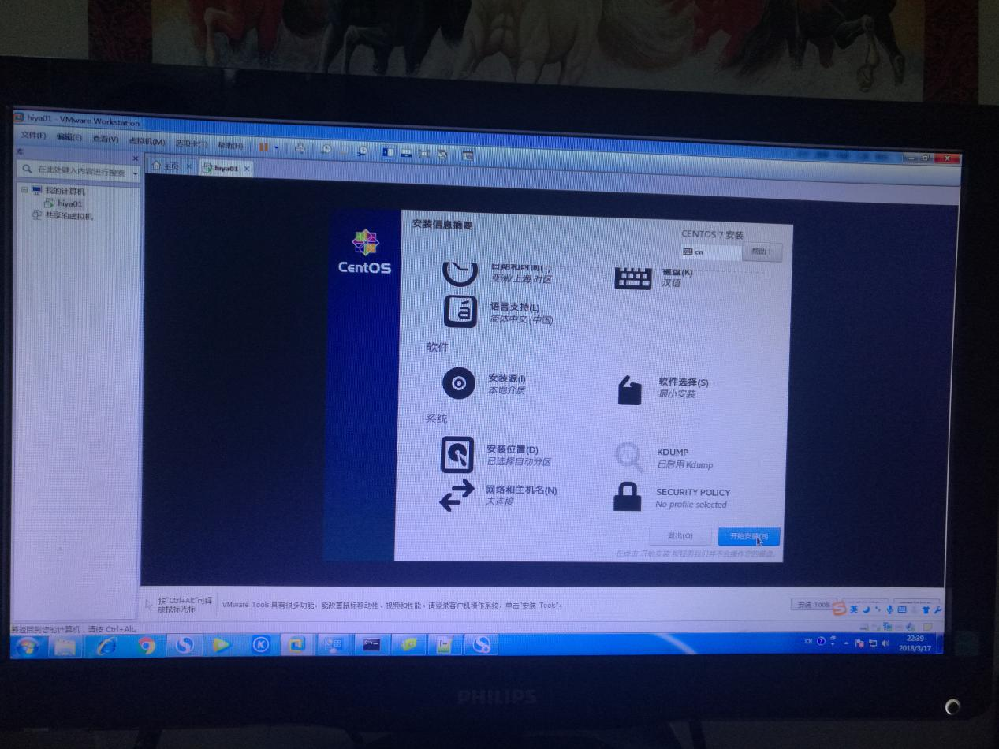 hiya01 - VMware Workstation
文件(F) 编辑(E) 查看(V) 虚拟机(M) 选项卡(T) 帮助(H)
库
在此处键入内容进行搜索
主页
hiya01
我的计算机
hiya01
共享的虚拟机
CentOS
安装信息摘要
CENTOS 7 安装
cn
帮助！
日期和时间(T)
亚洲/上海 时区
键盘(K)
汉语
语言支持(L)
简体中文 (中国)
软件
安装源(I)
本地介质
软件选择(S)
最小安装
系统
安装位置(D)
已选择自动分区
KDUMP
已启用 Kdump
网络和主机名(N)
未连接
SECURITY POLICY
No profile selected
退出(Q)
开始安装(B)
在点击 开始安装 按钮前我们并不会操作您的磁盘。
按"Ctrl+Alt"可释
放鼠标光标
VMware Tools 具有很多功能，能改善鼠标移动性、视频和性能。请登录客户机操作系统，单击"安装 Tools"。
安装 Tools
英
要返回到您的计算机，请按 Ctrl+Alt。
CH
22:39
2018/3/17
PHILIPS